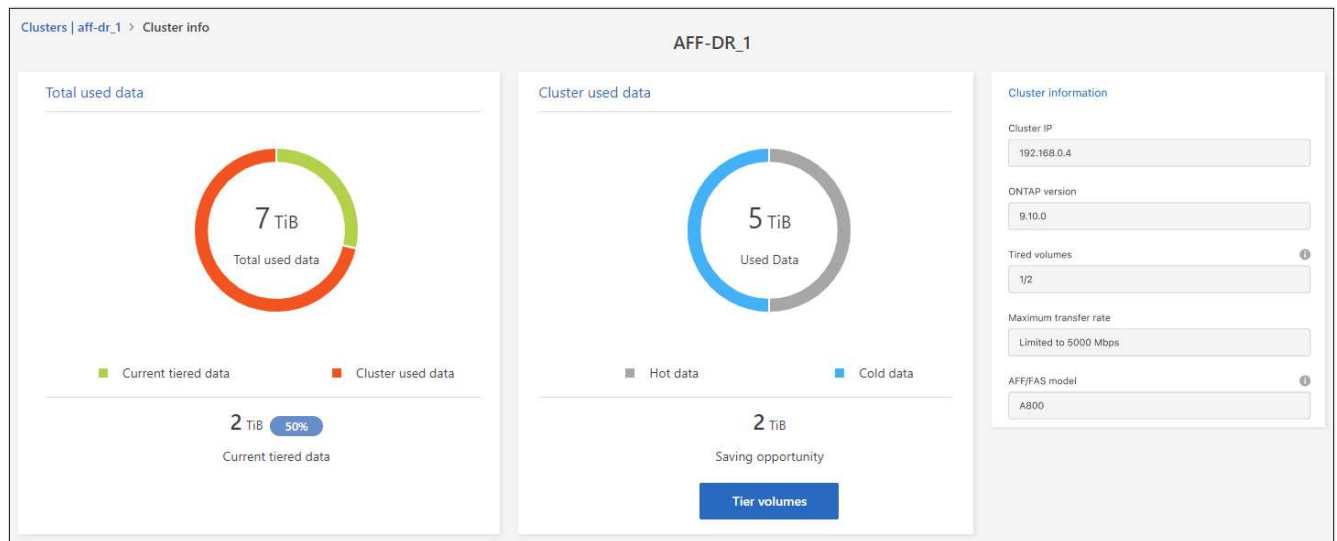 Clusters | aff-dr_1 > Cluster info
AFF-DR_1
Total used data
7 TiB
Total used data
Current tiered data
Cluster used data
2 TiB 50%
Current tiered data
Cluster used data
5 TiB
Used Data
Hot data
Cold data
2 TiB
Saving opportunity
Tier volumes
Cluster information
Cluster IP
192.168.0.4
ONTAP version
9.10.0
Tired volumes
1/2
Maximum transfer rate
Limited to 5000 Mbps
AFF/FAS model
A800